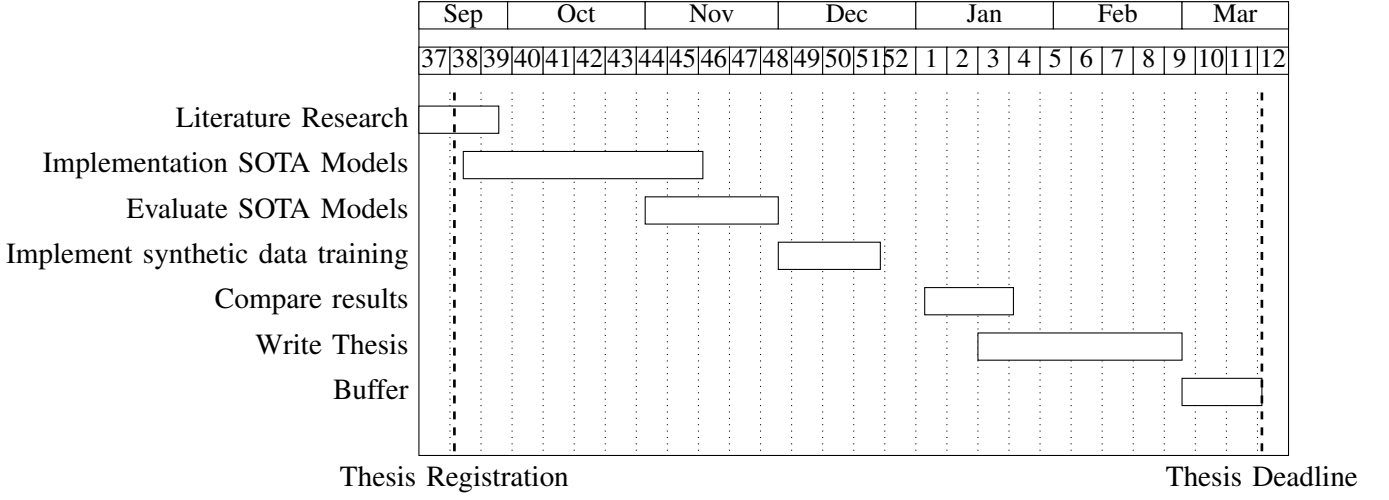 Sep Oct Nov Dec Jan Feb Mar
37 38 39 40 41 42 43 44 45 46 47 48 49 50 51 52 1 2 3 4 5 6 7 8 9 10 11 12
Literature Research
Implementation SOTA Models
Evaluate SOTA Models
Implement synthetic data training
Compare results
Write Thesis
Buffer
Thesis Registration Thesis Deadline